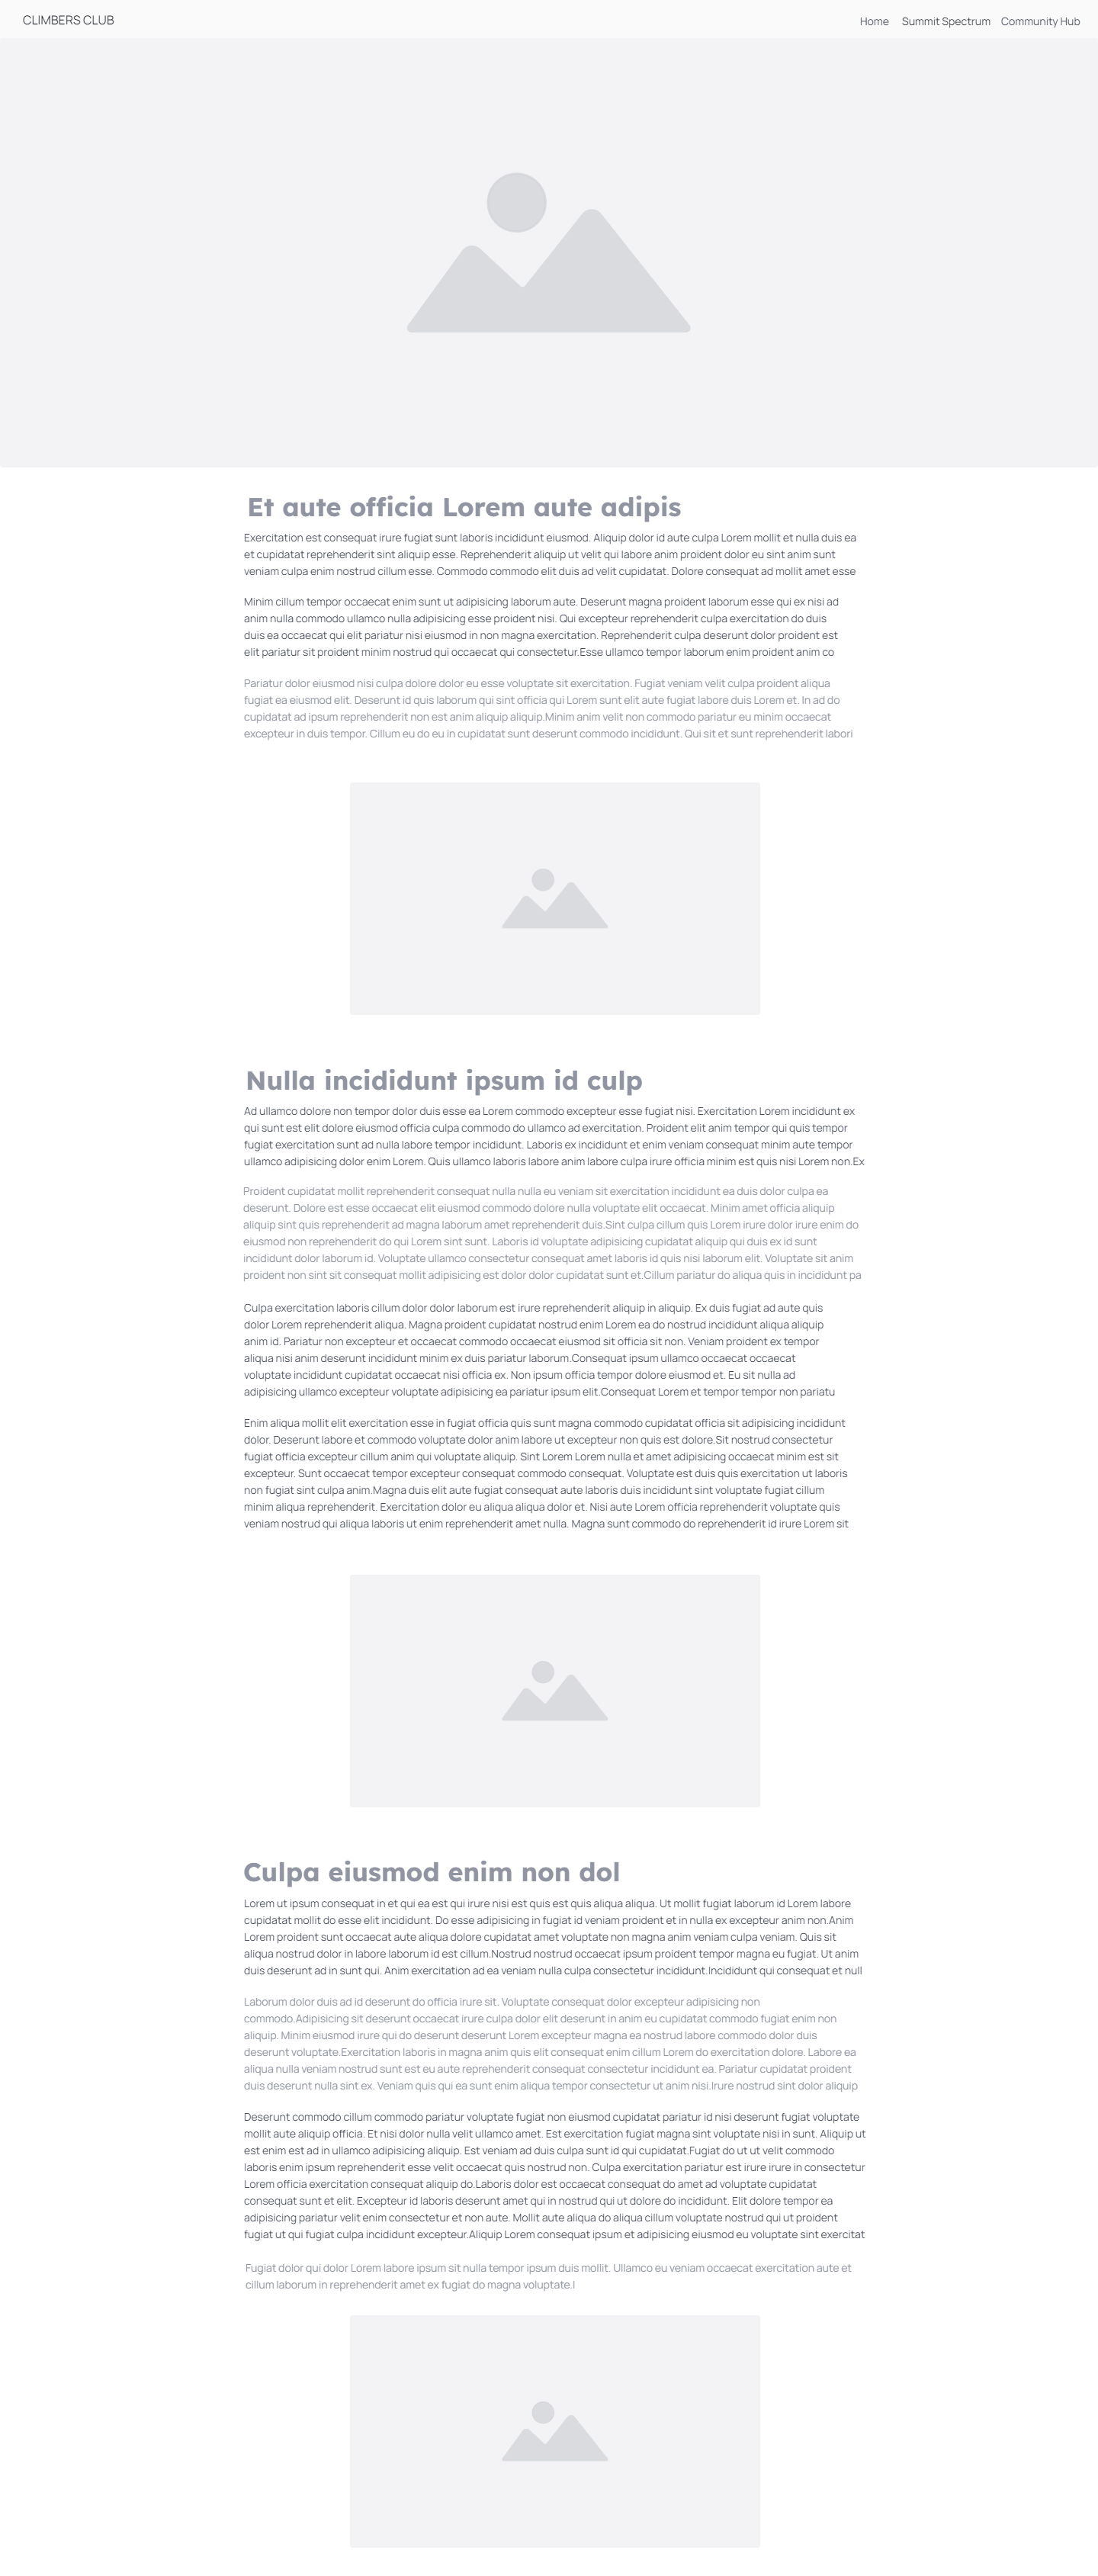 CLIMBERS CLUB
Home Summit Spectrum Community Hub
Et aute officia Lorem aute adipis
Exercitation est consequat irure fugiat sunt laboris incididunt eiusmod. Aliquip dolor id aute culpa Lorem mollit et nulla duis ea
et cupidatat reprehenderit sint aliquip esse. Reprehenderit aliquip ut velit qui labore anim proident dolor eu sint anim sunt
veniam culpa enim nostrud cillum esse. Commodo commodo elit duis ad velit cupidatat. Dolore consequat ad mollit amet esse
Minim cillum tempor occaecat enim sunt ut adipisicing laborum aute. Deserunt magna proident laborum esse qui ex nisi ad
anim nulla commodo ullamco nulla adipisicing esse proident nisi. Qui excepteur reprehenderit culpa exercitation do duis
duis ea occaecat qui elit pariatur nisi eiusmod in non magna exercitation. Reprehenderit culpa deserunt dolor proident est
elit pariatur sit proident minim nostrud qui occaecat qui consectetur.Esse ullamco tempor laborum enim proident anim co
Pariatur dolor eiusmod nisi culpa dolore dolor eu esse voluptate sit exercitation. Fugiat veniam velit culpa proident aliqua
fugiat ea eiusmod elit. Deserunt id quis laborum qui sint officia qui Lorem sunt elit aute fugiat labore duis Lorem et. In ad do
cupidatat ad ipsum reprehenderit non est anim aliquip aliquip.Minim anim velit non commodo pariatur eu minim occaecat
excepteur in duis tempor. Cillum eu do eu in cupidatat sunt deserunt commodo incididunt. Qui sit et sunt reprehenderit labori
Nulla incididunt ipsum id culp
Ad ullamco dolore non tempor dolor duis esse ea Lorem commodo excepteur esse fugiat nisi. Exercitation Lorem incididunt ex
qui sunt est elit dolore eiusmod officia culpa commodo do ullamco ad exercitation. Proident elit anim tempor qui quis tempor
fugiat exercitation sunt ad nulla labore tempor incididunt. Laboris ex incididunt et enim veniam consequat minim aute tempor
ullamco adipisicing dolor enim Lorem. Quis ullamco laboris labore anim labore culpa irure officia minim est quis nisi Lorem non.Ex
Proident cupidatat mollit reprehenderit consequat nulla nulla eu veniam sit exercitation incididunt ea duis dolor culpa ea
deserunt. Dolore est esse occaecat elit eiusmod commodo dolore nulla voluptate elit occaecat. Minim amet officia aliquip
aliquip sint quis reprehenderit ad magna laborum amet reprehenderit duis.Sint culpa cillum quis Lorem irure dolor irure enim do
eiusmod non reprehenderit do qui Lorem sint sunt. Laboris id voluptate adipisicing cupidatat aliquip qui duis ex id sunt
incididunt dolor laborum id. Voluptate ullamco consectetur consequat amet laboris id quis nisi laborum elit. Voluptate sit anim
proident non sint sit consequat mollit adipisicing est dolor dolor cupidatat sunt et.Cillum pariatur do aliqua quis in incididunt pa
Culpa exercitation laboris cillum dolor dolor laborum est irure reprehenderit aliquip in aliquip. Ex duis fugiat ad aute quis
dolor Lorem reprehenderit aliqua. Magna proident cupidatat nostrud enim Lorem ea do nostrud incididunt aliqua aliquip
anim id. Pariatur non excepteur et occaecat commodo occaecat eiusmod sit officia sit non. Veniam proident ex tempor
aliqua nisi anim deserunt incididunt minim ex duis pariatur laborum.Consequat ipsum ullamco occaecat occaecat
voluptate incididunt cupidatat occaecat nisi officia ex. Non ipsum officia tempor dolore eiusmod et. Eu sit nulla ad
adipisicing ullamco excepteur voluptate adipisicing ea pariatur ipsum elit.Consequat Lorem et tempor tempor non pariatu
Enim aliqua mollit elit exercitation esse in fugiat officia quis sunt magna commodo cupidatat officia sit adipisicing incididunt
dolor. Deserunt labore et commodo voluptate dolor anim labore ut excepteur non quis est dolore.Sit nostrud consectetur
fugiat officia excepteur cillum anim qui voluptate aliquip. Sint Lorem Lorem nulla et amet adipisicing occaecat minim est sit
excepteur. Sunt occaecat tempor excepteur consequat commodo consequat. Voluptate est duis quis exercitation ut laboris
non fugiat sint culpa anim.Magna duis elit aute fugiat consequat aute laboris duis incididunt sint voluptate fugiat cillum
minim aliqua reprehenderit. Exercitation dolor eu aliqua aliqua dolor et. Nisi aute Lorem officia reprehenderit voluptate quis
veniam nostrud qui aliqua laboris ut enim reprehenderit amet nulla. Magna sunt commodo do reprehenderit id irure Lorem sit
Culpa eiusmod enim non dol
Lorem ut ipsum consequat in et qui ea est qui irure nisi est quis est quis aliqua aliqua. Ut mollit fugiat laborum id Lorem labore
cupidatat mollit do esse elit incididunt. Do esse adipisicing in fugiat id veniam proident et in nulla ex excepteur anim non.Anim
Lorem proident sunt occaecat aute aliqua dolore cupidatat amet voluptate non magna anim veniam culpa veniam. Quis sit
aliqua nostrud dolor in labore laborum id est cillum.Nostrud nostrud occaecat ipsum proident tempor magna eu fugiat. Ut anim
duis deserunt ad in sunt qui. Anim exercitation ad ea veniam nulla culpa consectetur incididunt.Incididunt qui consequat et null
Laborum dolor duis ad id deserunt do officia irure sit. Voluptate consequat dolor excepteur adipisicing non
commodo.Adipisicing sit deserunt occaecat irure culpa dolor elit deserunt in anim eu cupidatat commodo fugiat enim non
aliquip. Minim eiusmod irure qui do deserunt deserunt Lorem excepteur magna ea nostrud labore commodo dolor duis
deserunt voluptate.Exercitation laboris in magna anim quis elit consequat enim cillum Lorem do exercitation dolore. Labore ea
aliqua nulla veniam nostrud sunt est eu aute reprehenderit consequat consectetur incididunt ea. Pariatur cupidatat proident
duis deserunt nulla sint ex. Veniam quis qui ea sunt enim aliqua tempor consectetur ut anim nisi.Irure nostrud sint dolor aliquip
Deserunt commodo cillum commodo pariatur voluptate fugiat non eiusmod cupidatat pariatur id nisi deserunt fugiat voluptate
mollit aute aliquip officia. Et nisi dolor nulla velit ullamco amet. Est exercitation fugiat magna sint voluptate nisi in sunt. Aliquip ut
est enim est ad in ullamco adipisicing aliquip. Est veniam ad duis culpa sunt id qui cupidatat.Fugiat do ut ut velit commodo
laboris enim ipsum reprehenderit esse velit occaecat quis nostrud non. Culpa exercitation pariatur est irure irure in consectetur
Lorem officia exercitation consequat aliquip do.Laboris dolor est occaecat consequat do amet ad voluptate cupidatat
consequat sunt et elit. Excepteur id laboris deserunt amet qui in nostrud qui ut dolore do incididunt. Elit dolore tempor ea
adipisicing pariatur velit enim consectetur et non aute. Mollit aute aliqua do aliqua cillum voluptate nostrud qui ut proident
fugiat ut qui fugiat culpa incididunt excepteur.Aliquip Lorem consequat ipsum et adipisicing eiusmod eu voluptate sint exercitat
Fugiat dolor qui dolor Lorem labore ipsum sit nulla tempor ipsum duis mollit. Ullamco eu veniam occaecat exercitation aute et
cillum laborum in reprehenderit amet ex fugiat do magna voluptate.I